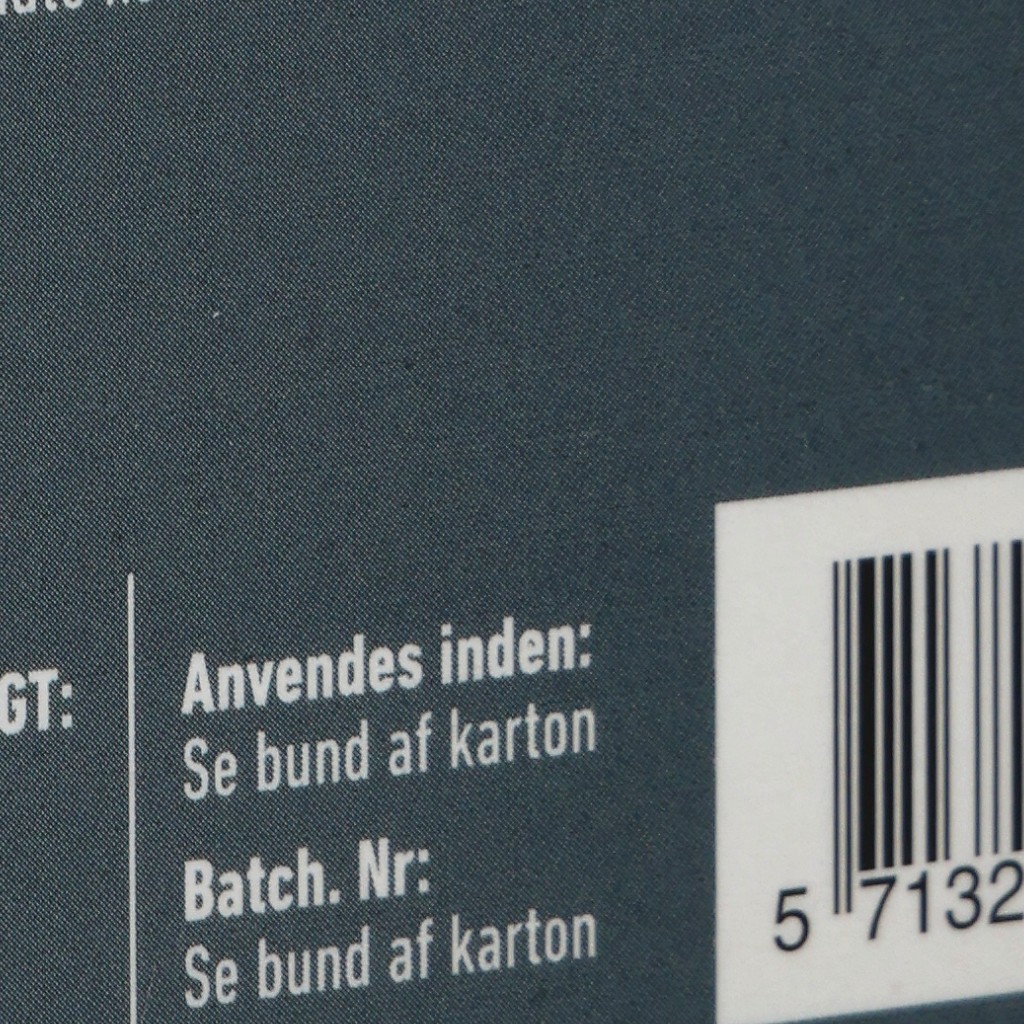 GT:
Anvendes inden:
Se bund af karton
Batch. Nr:
Se bund af karton
5 7132